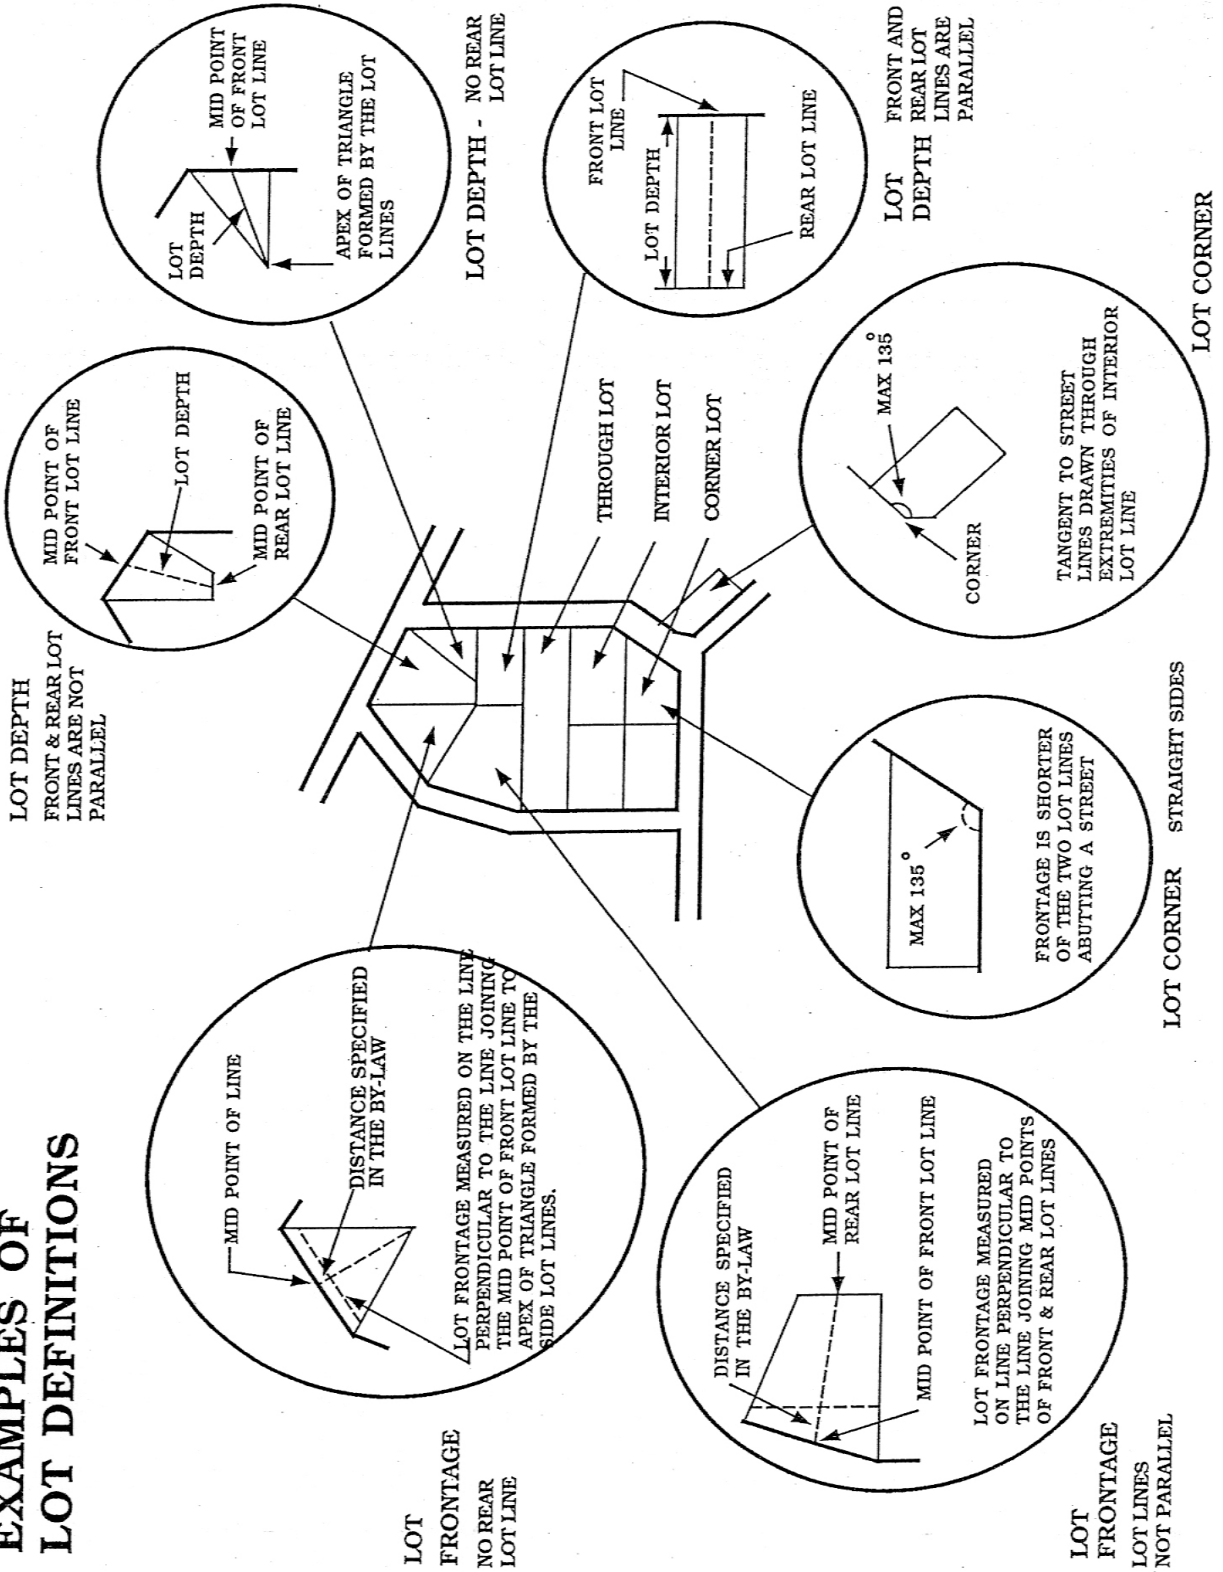 EXAMPLES OF
LOT DEFINITIONS
LOT DEPTH
FRONT & REAR LOT
LINES ARE NOT
PARALLEL
MID POINT OF
FRONT LOT LINE
LOT DEPTH
MID POINT OF
REAR LOT LINE
LOT
DEPTH
MID POINT
OF FRONT
LOT LINE
APEX OF TRIANGLE
FORMED BY THE LOT
LINES
LOT DEPTH - NO REAR
LOT LINE
MID POINT OF LINE
DISTANCE SPECIFIED
IN THE BY-LAW
LOT FRONTAGE MEASURED ON THE LINE
PERPENDICULAR TO THE LINE JOINING
THE MID POINT OF FRONT LOT LINE TO
APEX OF TRIANGLE FORMED BY THE
SIDE LOT LINES.
LOT
FRONTAGE
NO REAR
LOT LINE
THROUGH LOT
INTERIOR LOT
CORNER LOT
FRONT LOT
LINE
LOT DEPTH
REAR LOT LINE
LOT
DEPTH
FRONT AND
REAR LOT
LINES ARE
PARALLEL
DISTANCE SPECIFIED
IN THE BY-LAW
MID POINT OF
REAR LOT LINE
MID POINT OF FRONT LOT LINE
LOT FRONTAGE MEASURED
ON LINE PERPENDICULAR TO
THE LINE JOINING MID POINTS
OF FRONT & REAR LOT LINES
LOT
FRONTAGE
LOT LINES
NOT PARALLEL
MAX 135°
FRONTAGE IS SHORTER
OF THE TWO LOT LINES
ABUTTING A STREET
LOT CORNER STRAIGHT SIDES
MAX 135°
CORNER
TANGENT TO STREET
LINES DRAWN THROUGH
EXTREMITIES OF INTERIOR
LOT LINE
LOT CORNER